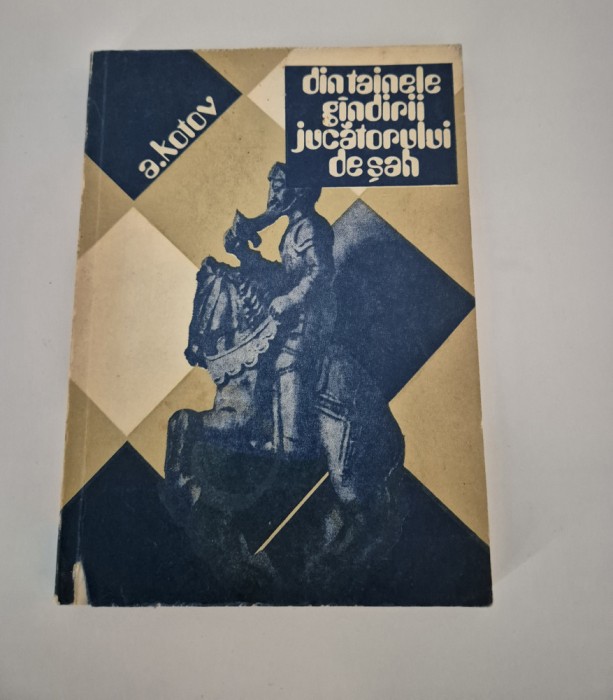 a.kotov
din tainele
gîndirii
jucătorului
de şah